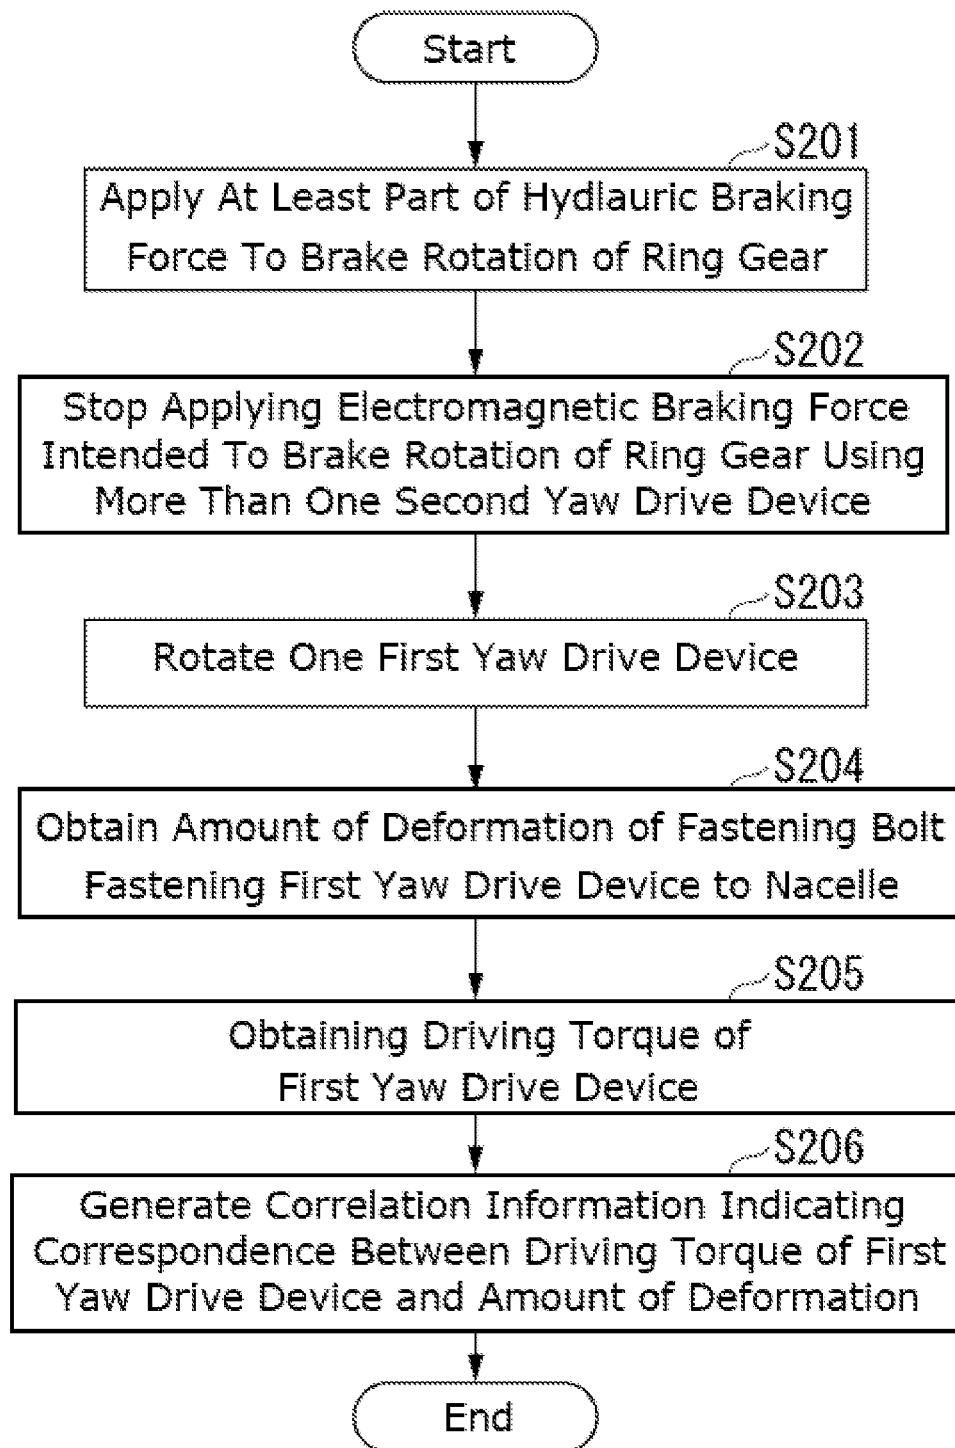 Start
S201
Apply At Least Part of Hydlauric Braking
Force To Brake Rotation of Ring Gear
S202
Stop Applying Electromagnetic Braking Force
Intended To Brake Rotation of Ring Gear Using
More Than One Second Yaw Drive Device
S203
Rotate One First Yaw Drive Device
S204
Obtain Amount of Deformation of Fastening Bolt
Fastening First Yaw Drive Device to Nacelle
S205
Obtaining Driving Torque of
First Yaw Drive Device
S206
Generate Correlation Information Indicating
Correspondence Between Driving Torque of First
Yaw Drive Device and Amount of Deformation
End